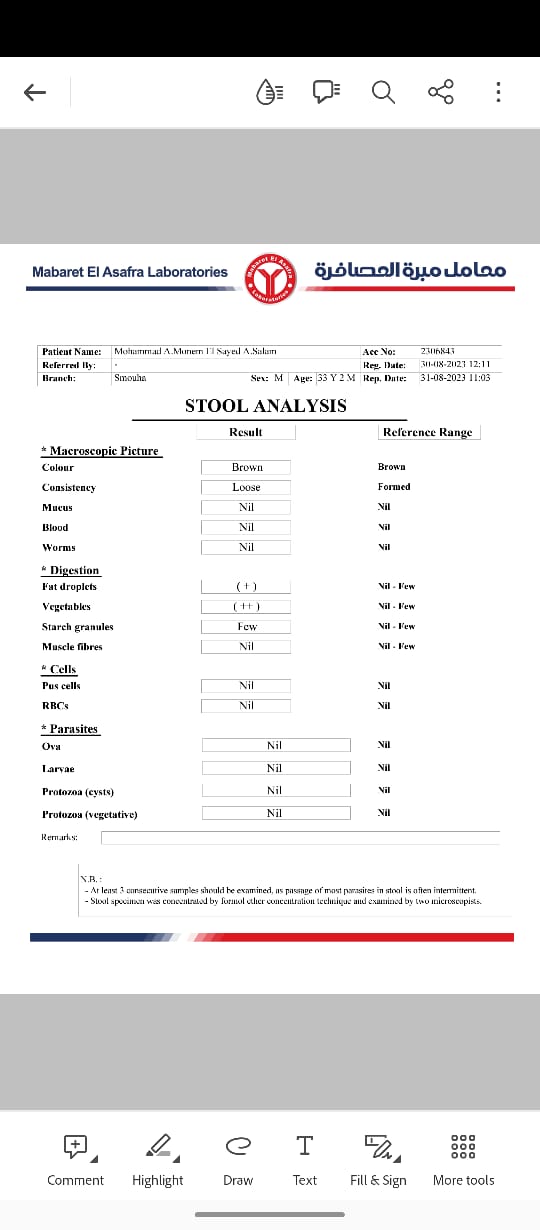 Mabaret El Asafra Laboratories
Mabaret El Asafra
Laboratories
معامل مبرة العصافرة
Patient Name: Mohammad A.Monem El Sayed A.Salam Acc No: 2306843
Referred By: - Reg. Date: 30-08-2023 12:11
Branch: Smouha Sex: M Age: 33 Y 2 M Rep. Date: 31-08-2023 11:03
STOOL ANALYSIS
Result Reference Range
* Macroscopic Picture
Colour Brown Brown
Consistency Loose Formed
Mucus Nil Nil
Blood Nil Nil
Worms Nil Nil
* Digestion
Fat droplets ( + ) Nil - Few
Vegetables ( ++ ) Nil - Few
Starch granules Few Nil - Few
Muscle fibres Nil Nil - Few
* Cells
Pus cells Nil Nil
RBCs Nil Nil
* Parasites
Ova Nil Nil
Larvae Nil Nil
Protozoa (cysts) Nil Nil
Protozoa (vegetative) Nil Nil
Remarks:
N.B. :
- At least 3 consecutive samples should be examined, as passage of most parasites in stool is often intermittent.
- Stool specimen was concentrated by formol ether concentration technique and examined by two microscopists.
Comment Highlight Draw Text Fill & Sign More tools